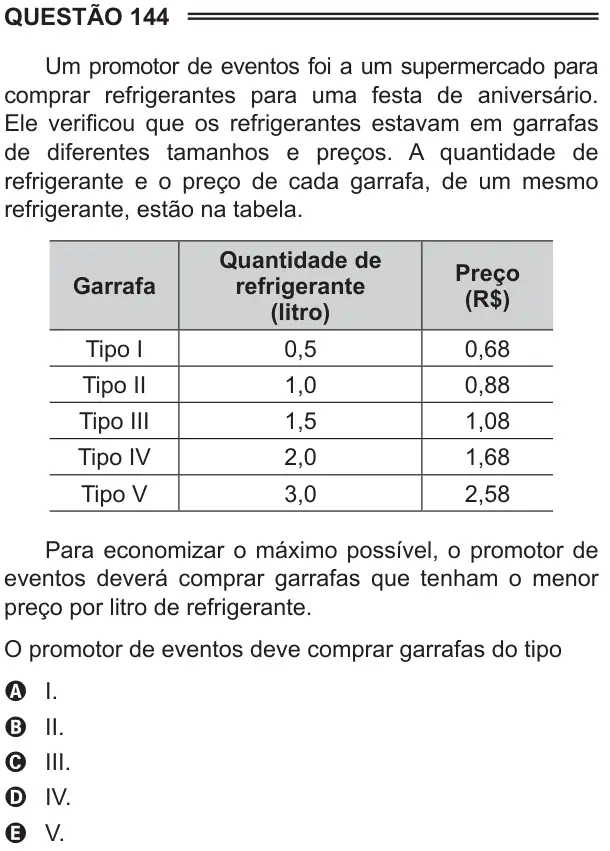 QUESTÃO 144
Um promotor de eventos foi a um supermercado para
comprar refrigerantes para uma festa de aniversário.
Ele verificou que os refrigerantes estavam em garrafas
de diferentes tamanhos e preços. A quantidade de
refrigerante e o preço de cada garrafa, de um mesmo
refrigerante, estão na tabela.
Garrafa Quantidade de refrigerante (litro) Preço (R$)
Tipo I 0,5 0,68
Tipo II 1,0 0,88
Tipo III 1,5 1,08
Tipo IV 2,0 1,68
Tipo V 3,0 2,58
Para economizar o máximo possível, o promotor de
eventos deverá comprar garrafas que tenham o menor
preço por litro de refrigerante.
O promotor de eventos deve comprar garrafas do tipo
A I.
B II.
C III.
D IV.
E V.